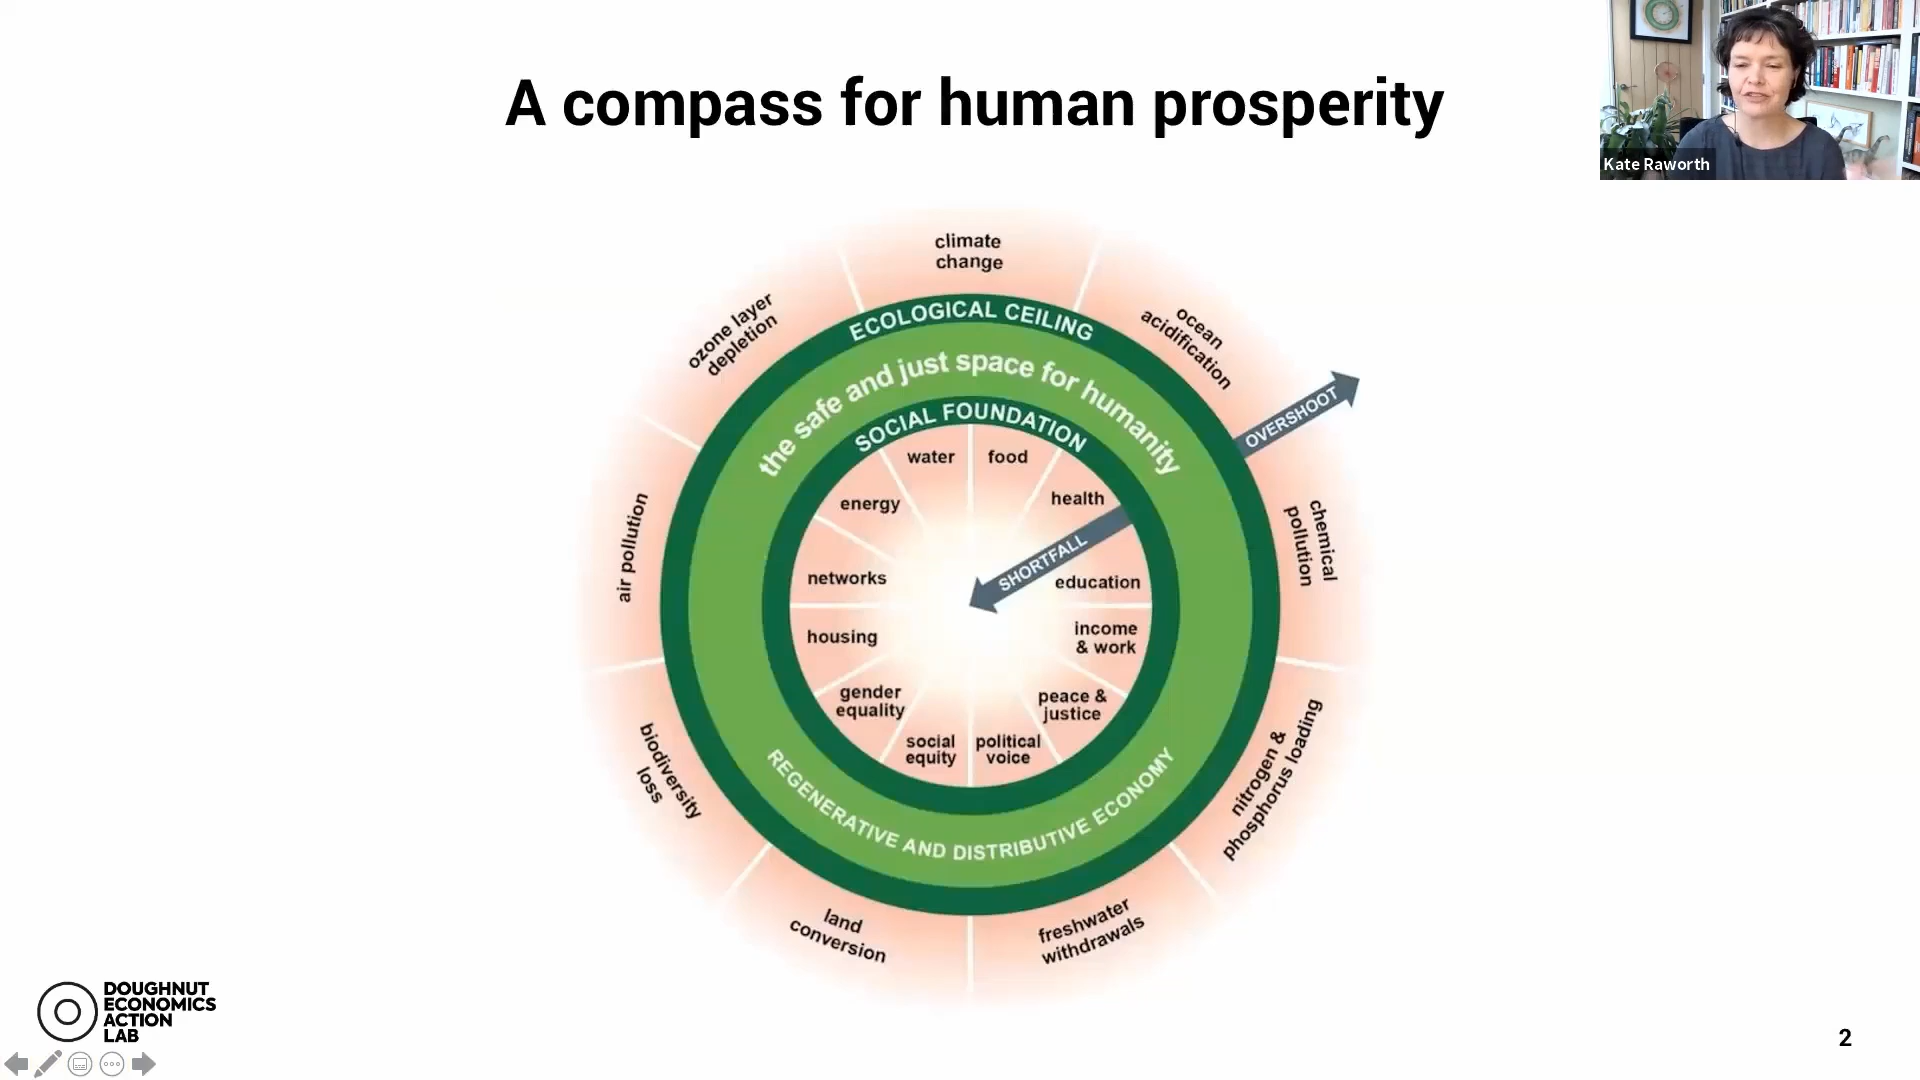 A compass for human prosperity
Kate Raworth
climate
change
ocean
acidification
chemical
pollution
nitrogen &
phosphorus loading
freshwater
withdrawals
land
conversion
biodiversity
loss
air pollution
ozone layer
depletion
ECOLOGICAL CEILING
the safe and just space for humanity
SOCIAL FOUNDATION
OVERSHOOT
SHORTFALL
water
food
health
education
income
& work
peace &
justice
political
voice
social
equity
gender
equality
housing
networks
energy
REGENERATIVE AND DISTRIBUTIVE ECONOMY
DOUGHNUT
ECONOMICS
ACTION
LAB
2